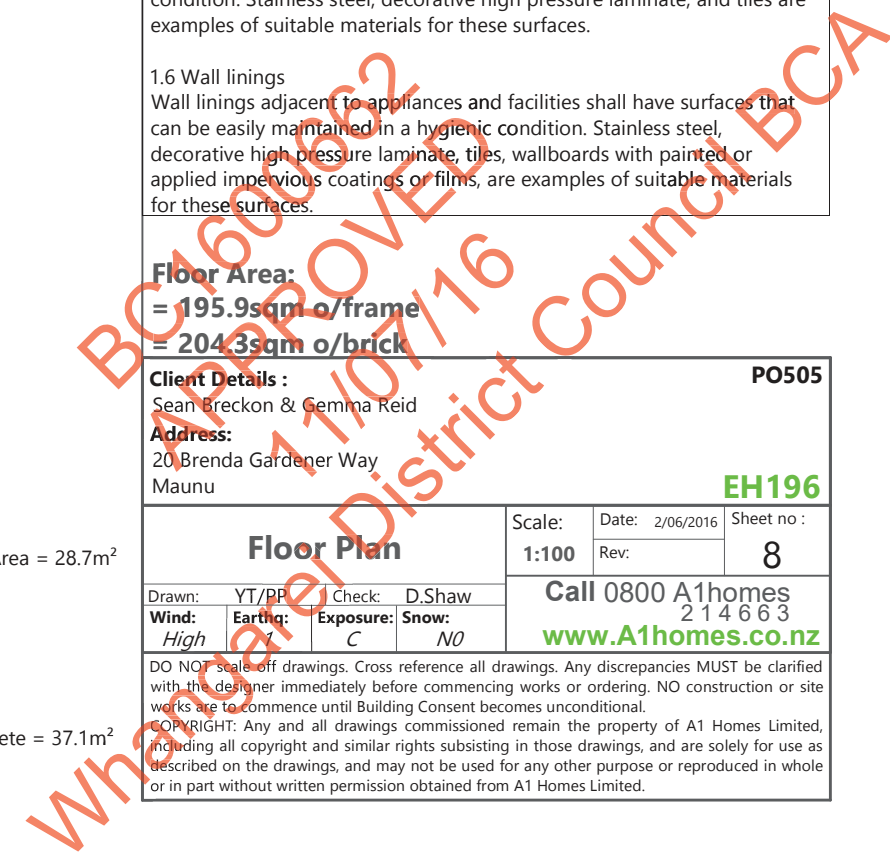 condition. Stainless steel, decorative high pressure laminate, and tiles are
examples of suitable materials for these surfaces.
1.6 Wall linings
Wall linings adjacent to appliances and facilities shall have surfaces that
can be easily maintained in a hygienic condition. Stainless steel,
decorative high pressure laminate, tiles, wallboards with painted or
applied impervious coatings or films, are examples of suitable materials
for these surfaces.
Floor Area:
= 195.9sqm o/frame
= 204.3sqm o/brick
Client Details :
PO505
Sean Breckon & Gemma Reid
Address:
20 Brenda Gardener Way
Maunu
EH196
Floor Plan
Scale:
1:100
Date: 2/06/2016
Rev:
Sheet no :
8
Drawn: YT/PP Check: D.Shaw
Wind: Earthq: Exposure: Snow:
High 1 C N0
Call 0800 A1homes
2 1 4 6 6 3
www.A1homes.co.nz
DO NOT scale off drawings. Cross reference all drawings. Any discrepancies MUST be clarified
with the designer immediately before commencing works or ordering. NO construction or site
works are to commence until Building Consent becomes unconditional.
COPYRIGHT: Any and all drawings commissioned remain the property of A1 Homes Limited,
including all copyright and similar rights subsisting in those drawings, and are solely for use as
described on the drawings, and may not be used for any other purpose or reproduced in whole
or in part without written permission obtained from A1 Homes Limited.
rea = 28.7m²
ete = 37.1m²
BC1600662
APPROVED
11/07/16
Whangarei District Council BCA